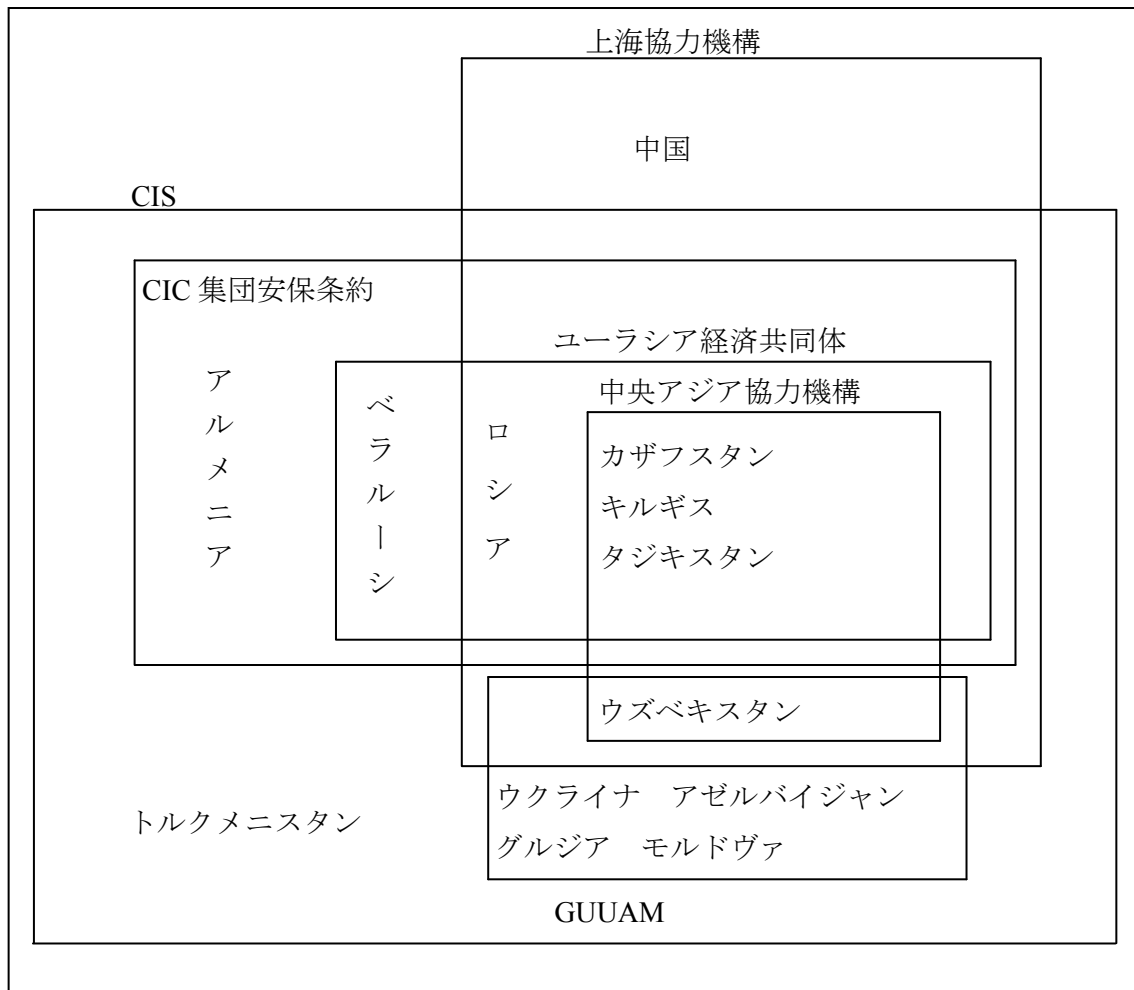 上海協力機構
中国
CIS
CIC 集団安保条約
ユーラシア経済共同体
中央アジア協力機構
アルメニア
ベラルーシ
ロシア
カザフスタン
キルギス
タジキスタン
ウズベキスタン
ウクライナ　アゼルバイジャン
グルジア　モルドヴァ
トルクメニスタン
GUUAM